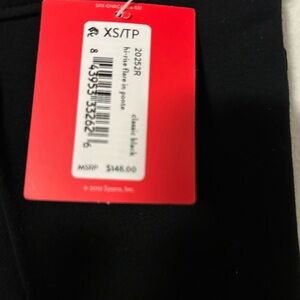 XS/TP
20252R
hi-rise flare in ponte
classic black
8 43953 33262 6
MSRP $148.00
© 2019 Spanx, Inc.